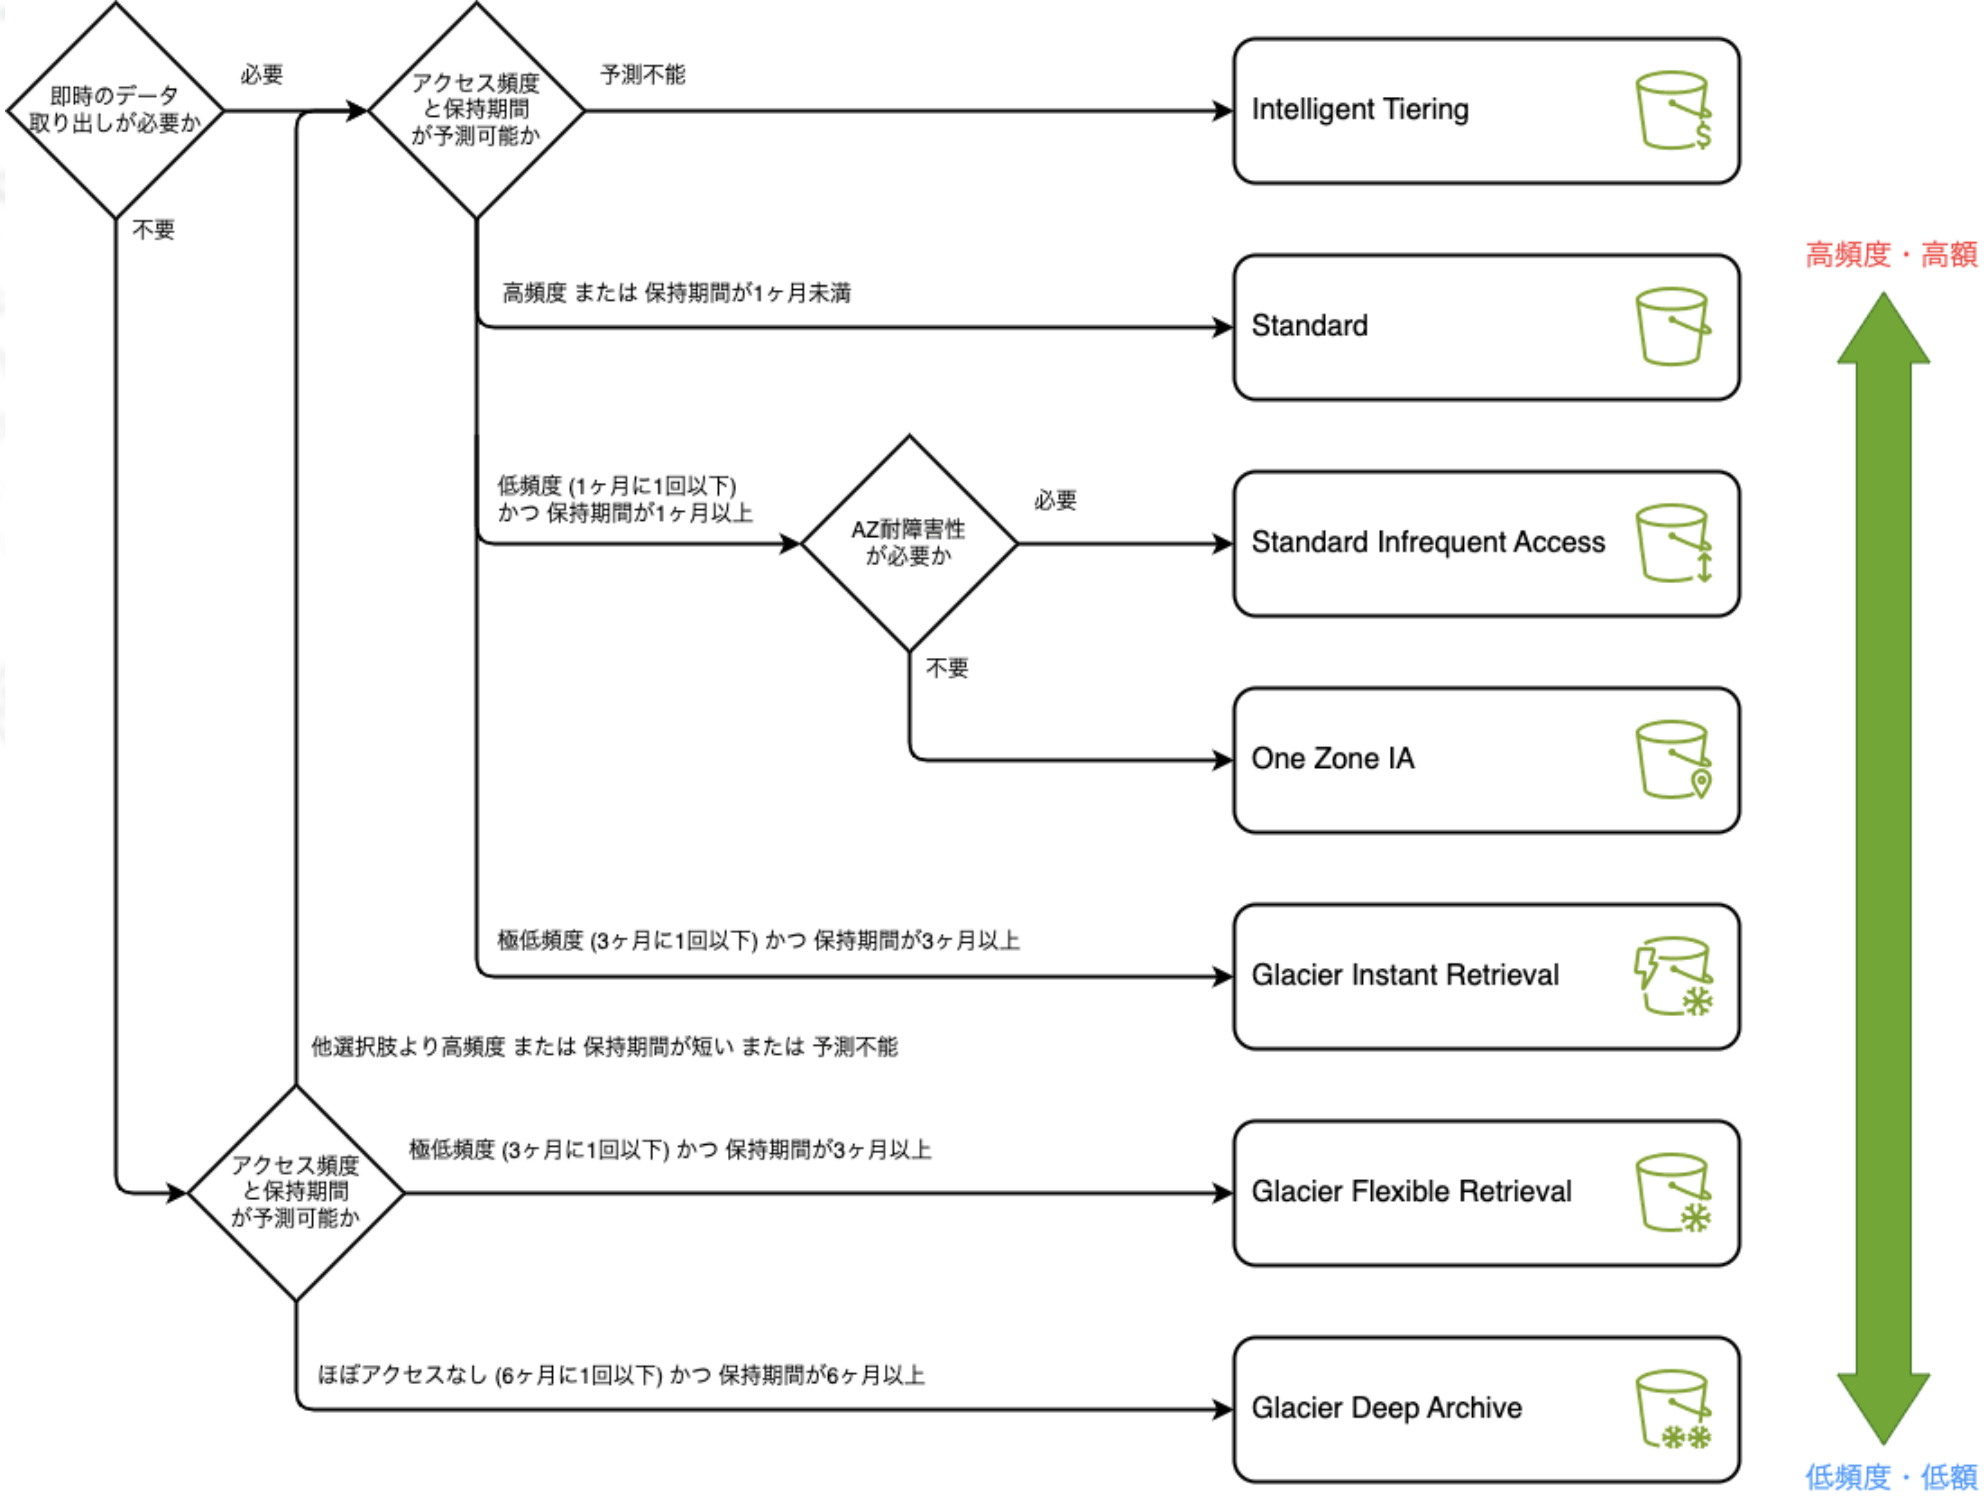 即時のデータ
取り出しが必要か
必要
アクセス頻度
と保持期間
が予測可能か
予測不能
Intelligent Tiering
不要
高頻度・高額
高頻度 または 保持期間が1ヶ月未満
Standard
低頻度 (1ヶ月に1回以下)
かつ 保持期間が1ヶ月以上
AZ耐障害性
が必要か
必要
Standard Infrequent Access
不要
One Zone IA
極低頻度 (3ヶ月に1回以下) かつ 保持期間が3ヶ月以上
Glacier Instant Retrieval
他選択肢より高頻度 または 保持期間が短い または 予測不能
アクセス頻度
と保持期間
が予測可能か
極低頻度 (3ヶ月に1回以下) かつ 保持期間が3ヶ月以上
Glacier Flexible Retrieval
ほぼアクセスなし (6ヶ月に1回以下) かつ 保持期間が6ヶ月以上
Glacier Deep Archive
低頻度・低額